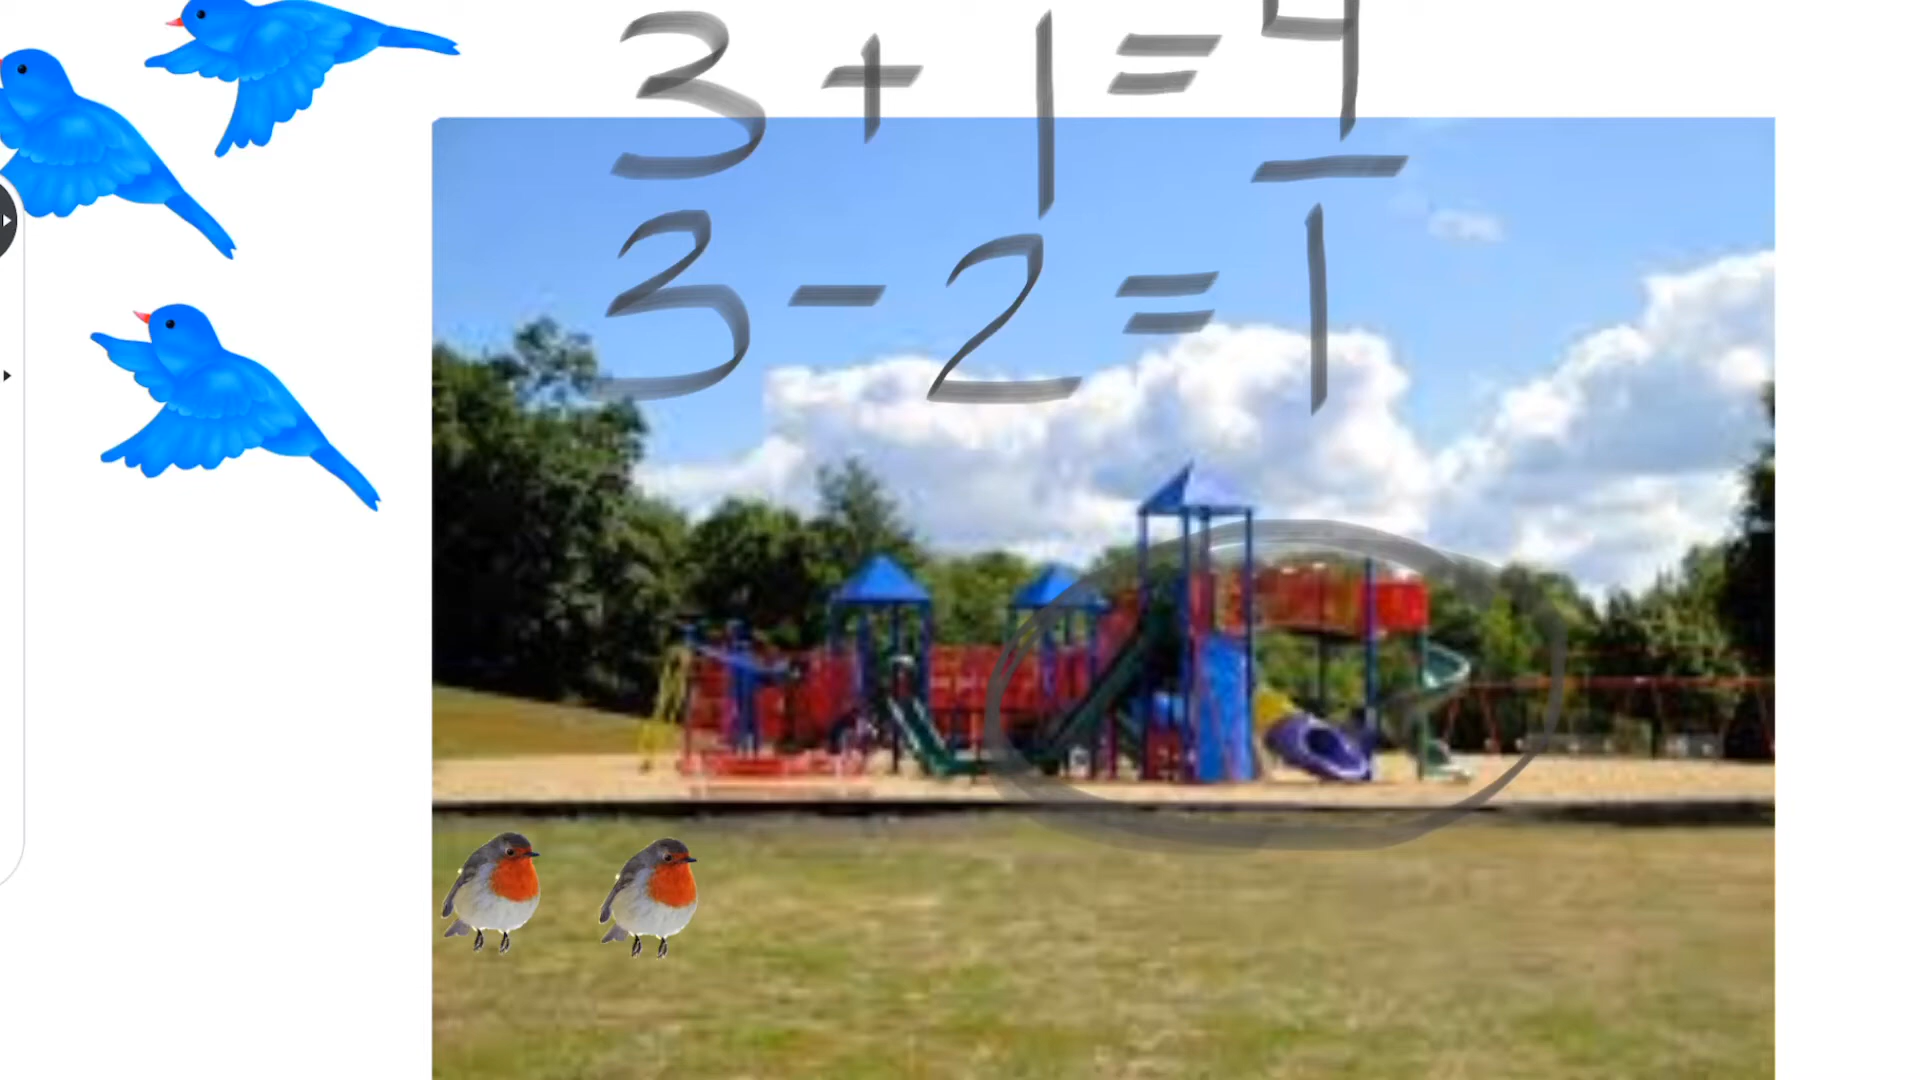 3 + 1 = 4
3 - 2 = 1